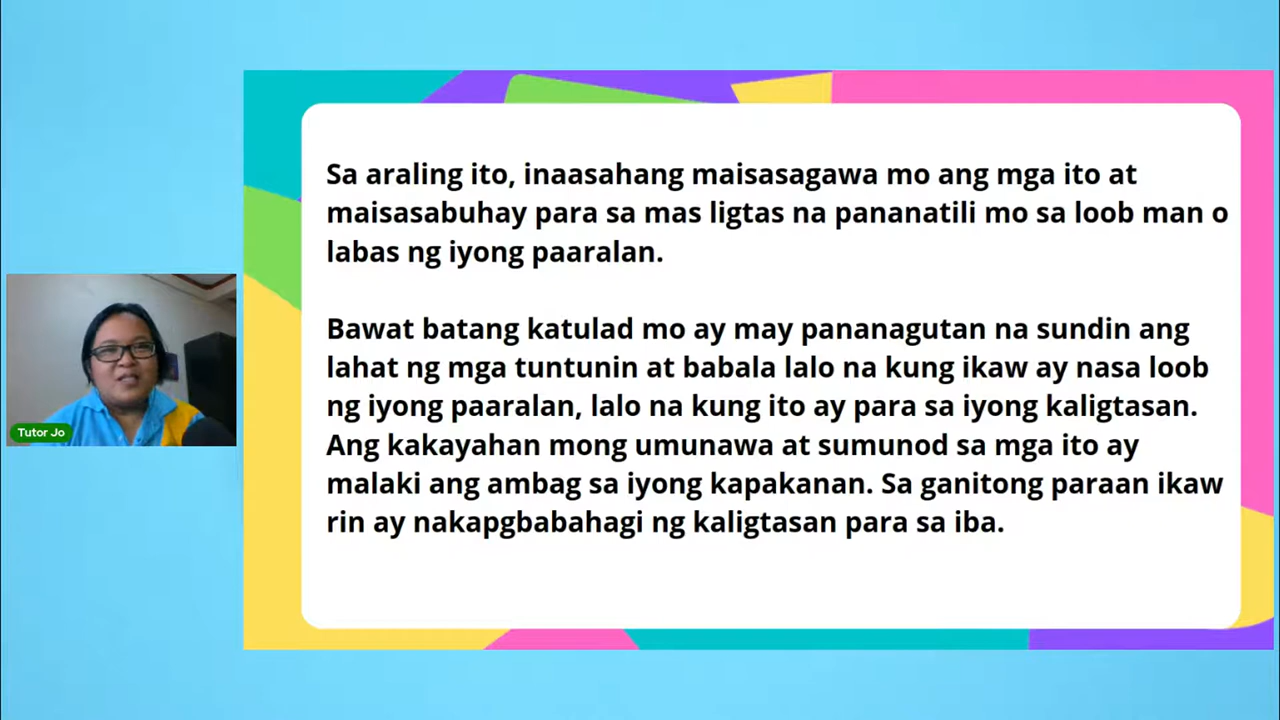 Sa araling ito, inaasahang maisasagawa mo ang mga ito at
maisasabuhay para sa mas ligtas na pananatili mo sa loob man o
labas ng iyong paaralan.
Bawat batang katulad mo ay may pananagutan na sundin ang
lahat ng mga tuntunin at babala lalo na kung ikaw ay nasa loob
ng iyong paaralan, lalo na kung ito ay para sa iyong kaligtasan.
Ang kakayahan mong umunawa at sumunod sa mga ito ay
malaki ang ambag sa iyong kapakanan. Sa ganitong paraan ikaw
rin ay nakapgbabahagi ng kaligtasan para sa iba.
Tutor Jo